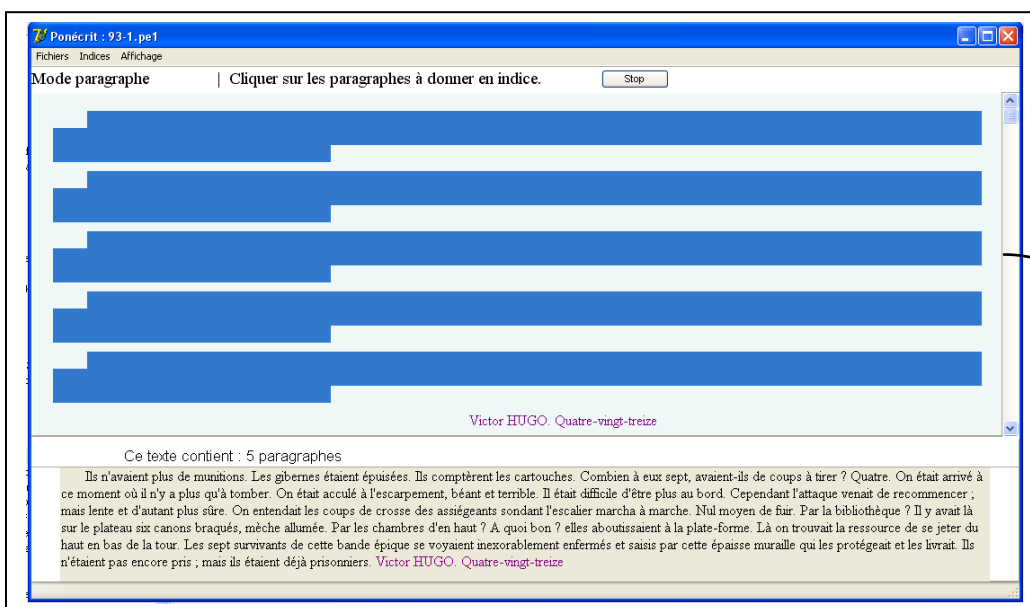 Ponécrit : 93-1.pe1
Fichiers Indices Affichage
Mode paragraphe | Cliquer sur les paragraphes à donner en indice. Stop
Victor HUGO. Quatre-vingt-treize
Ce texte contient : 5 paragraphes
Ils n'avaient plus de munitions. Les gibernes étaient épuisées. Ils comptèrent les cartouches. Combien à eux sept, avaient-ils de coups à tirer ? Quatre. On était arrivé à
ce moment où il n'y a plus qu'à tomber. On était acculé à l'escarpement, béant et terrible. Il était difficile d'être plus au bord. Cependant l'attaque venait de recommencer ;
mais lente et d'autant plus sûre. On entendait les coups de crosse des assiégeants sondant l'escalier marcha à marche. Nul moyen de fuir. Par la bibliothèque ? Il y avait là
sur le plateau six canons braqués, mèche allumée. Par les chambres d'en haut ? A quoi bon ? elles aboutissaient à la plate-forme. Là on trouvait la ressource de se jeter du
haut en bas de la tour. Les sept survivants de cette bande épique se voyaient inexorablement enfermés et saisis par cette épaisse muraille qui les protégeait et les livrait. Ils
n'étaient pas encore pris ; mais ils étaient déjà prisonniers. Victor HUGO. Quatre-vingt-treize